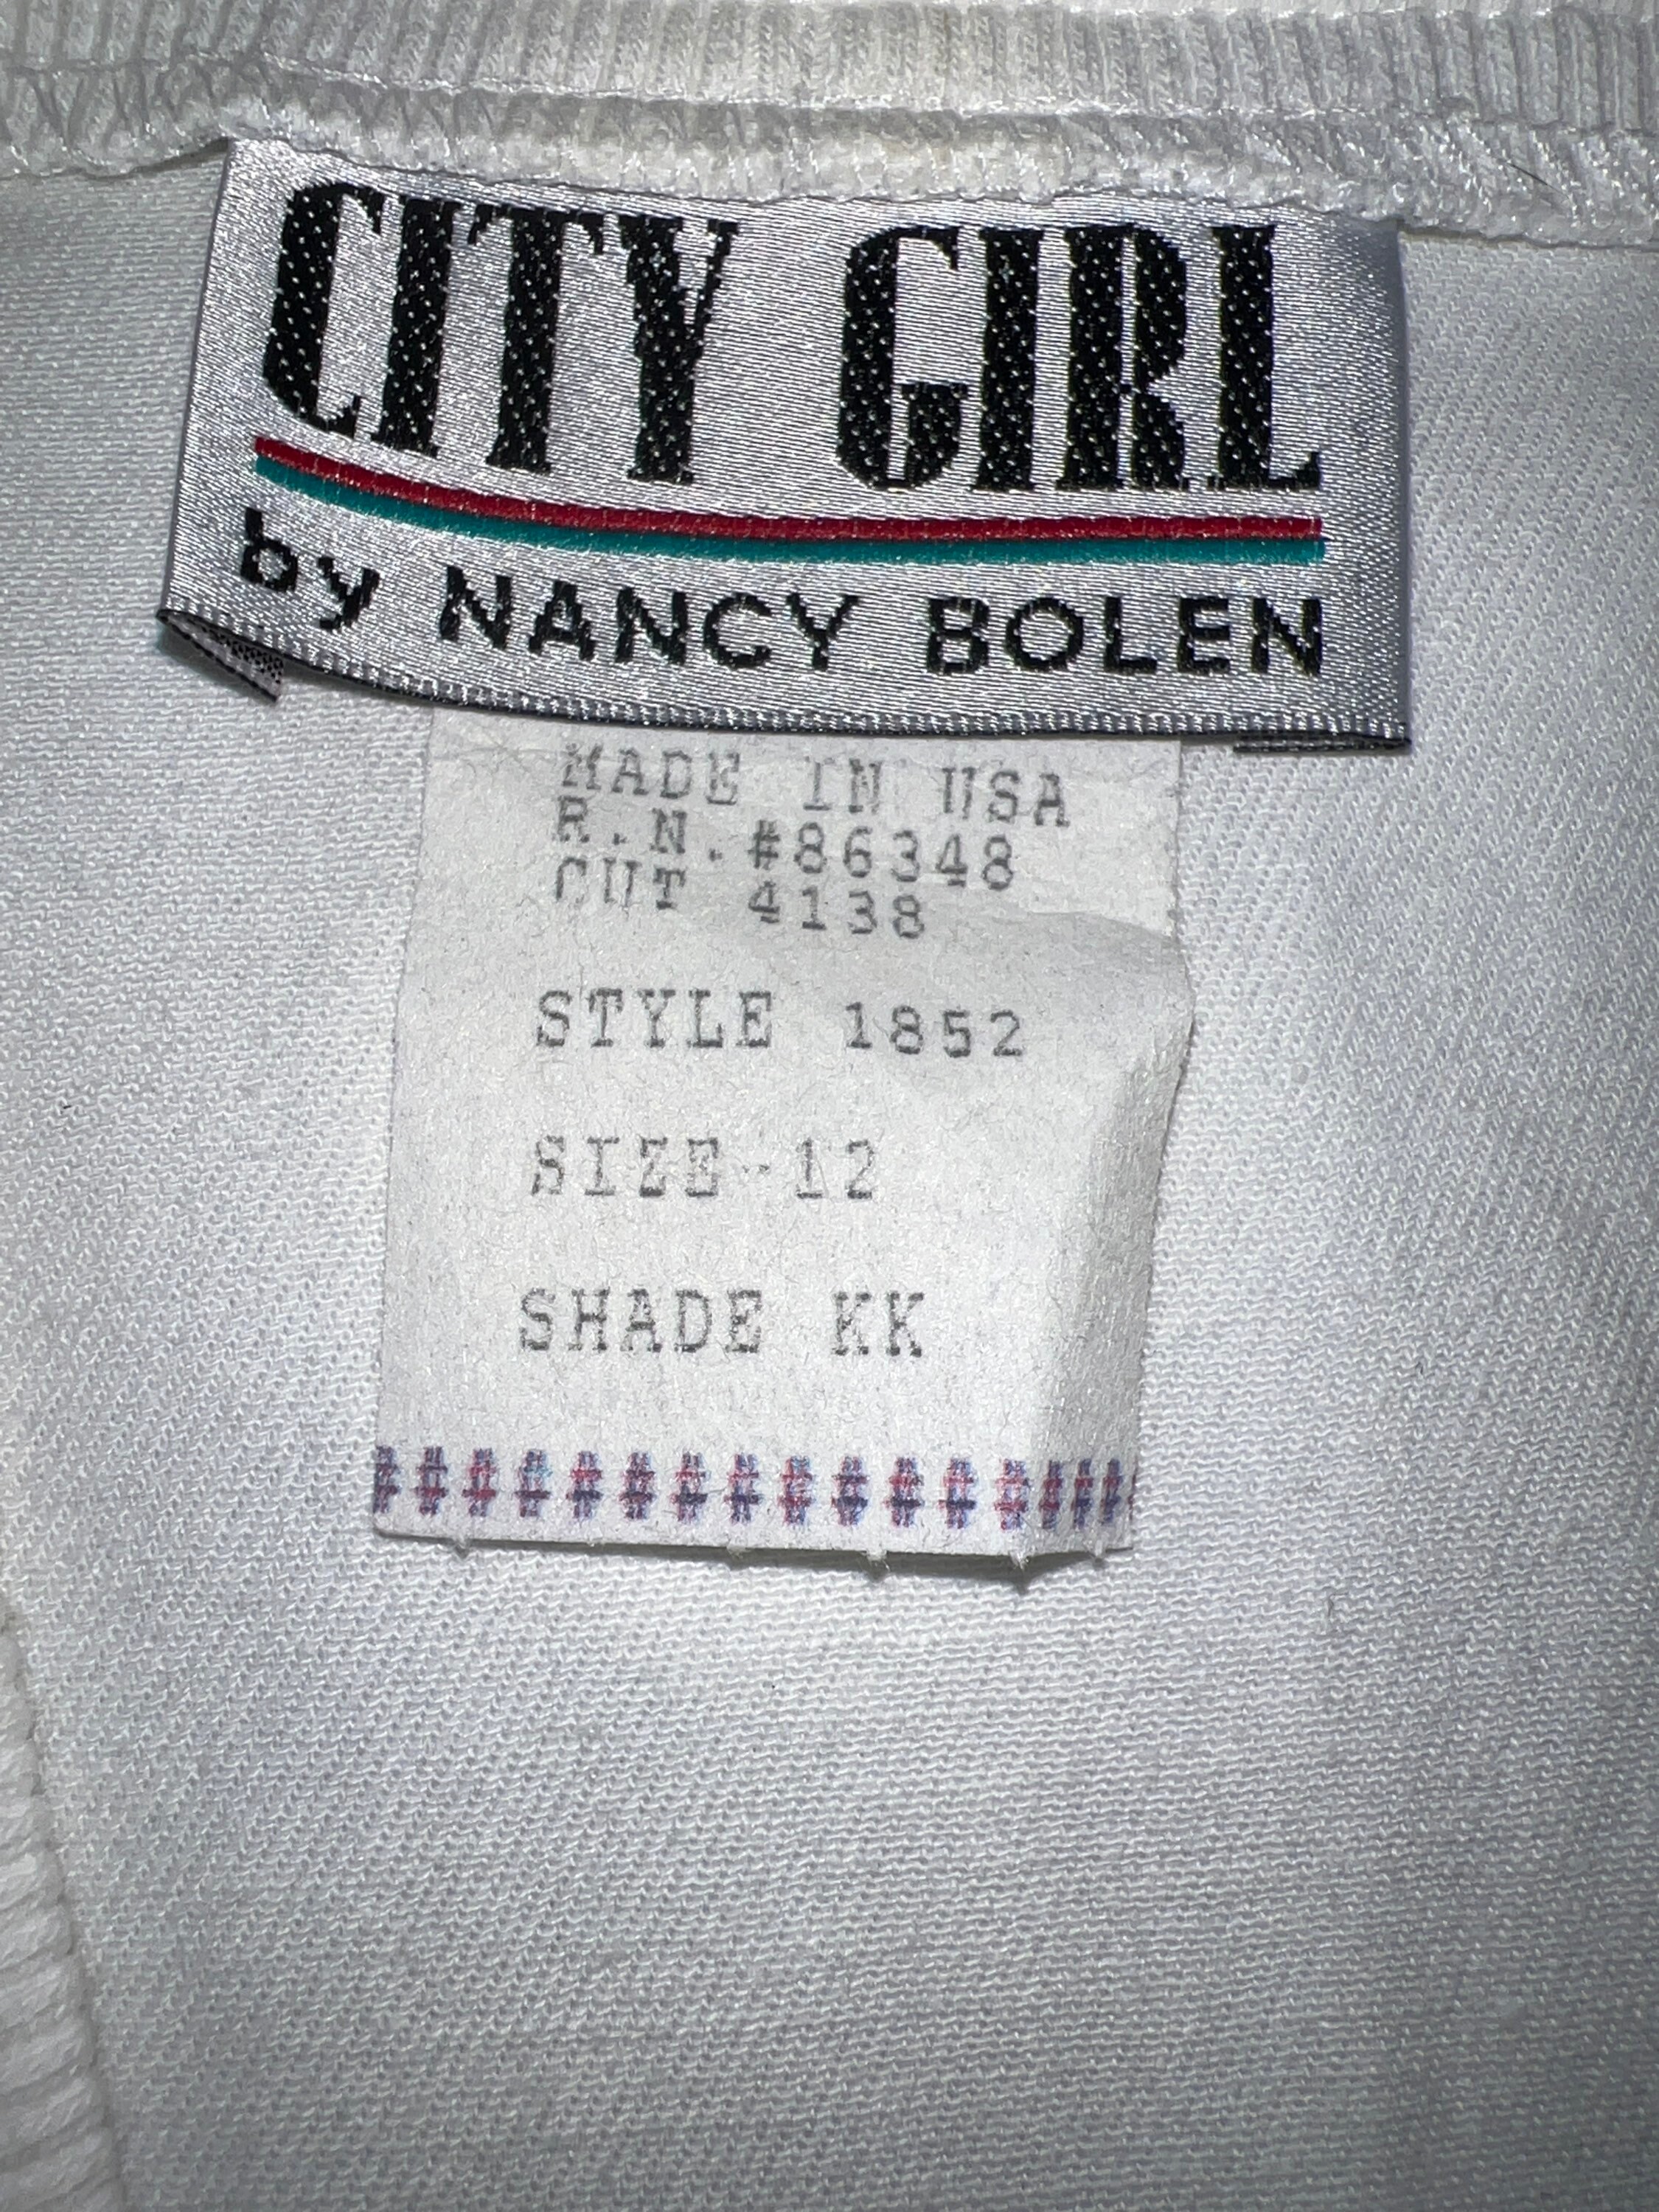 CITY GIRL
by NANCY BOLEN
MADE IN USA
R.N.#86348
CUT 4138
STYLE 1852
SIZE-12
SHADE KK